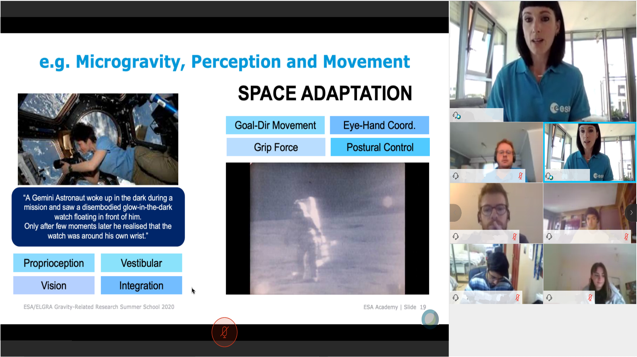 e.g. Microgravity, Perception and Movement
SPACE ADAPTATION
Goal-Dir Movement
Eye-Hand Coord.
Grip Force
Postural Control
"A Gemini Astronaut woke up in the dark during a
mission and saw a disembodied glow-in-the-dark
watch floating in front of him.
Only after few moments later he realised that the
watch was around his own wrist."
Proprioception
Vestibular
Vision
Integration
ESA/ELGRA Gravity-Related Research Summer School 2020
ESA Academy | Slide 19
esa